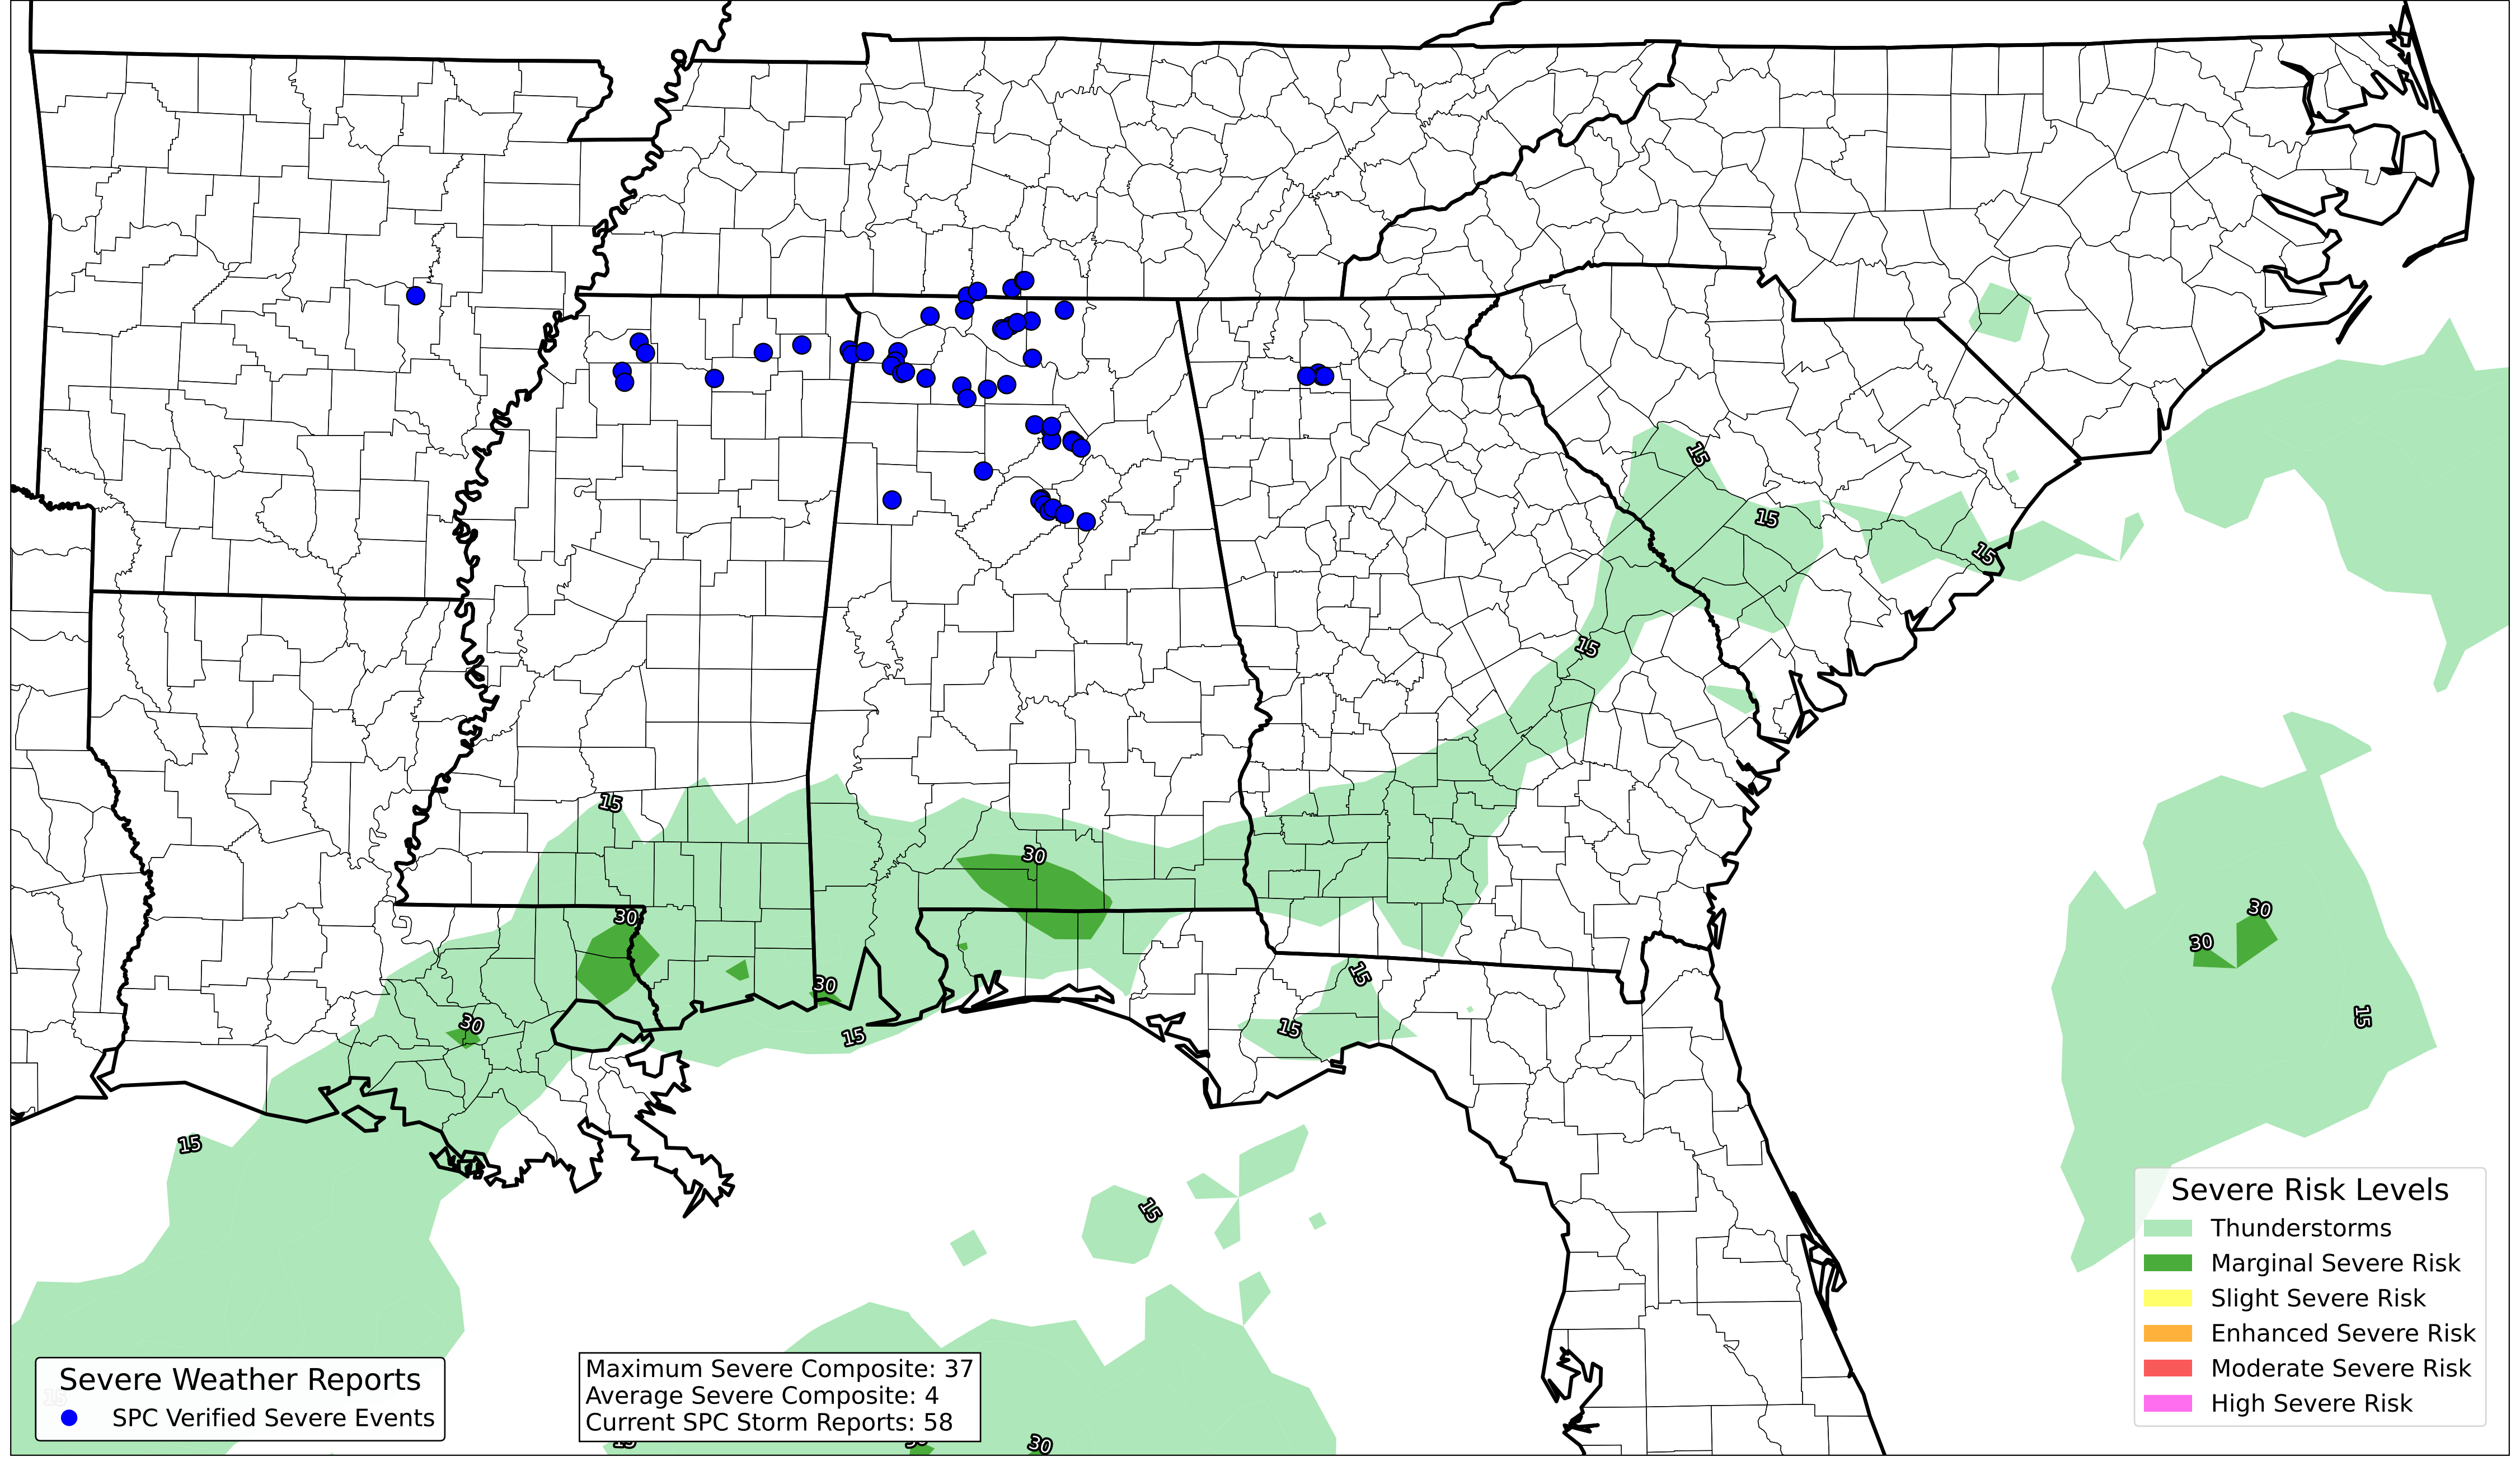 15
15
15
15
15
30
30
15
30
30
30
15
30
15
30
15
15
15
15
Severe Risk Levels
Thunderstorms
Marginal Severe Risk
Slight Severe Risk
Enhanced Severe Risk
Moderate Severe Risk
High Severe Risk
Severe Weather Reports
SPC Verified Severe Events
Maximum Severe Composite: 37
Average Severe Composite: 4
Current SPC Storm Reports: 58
30